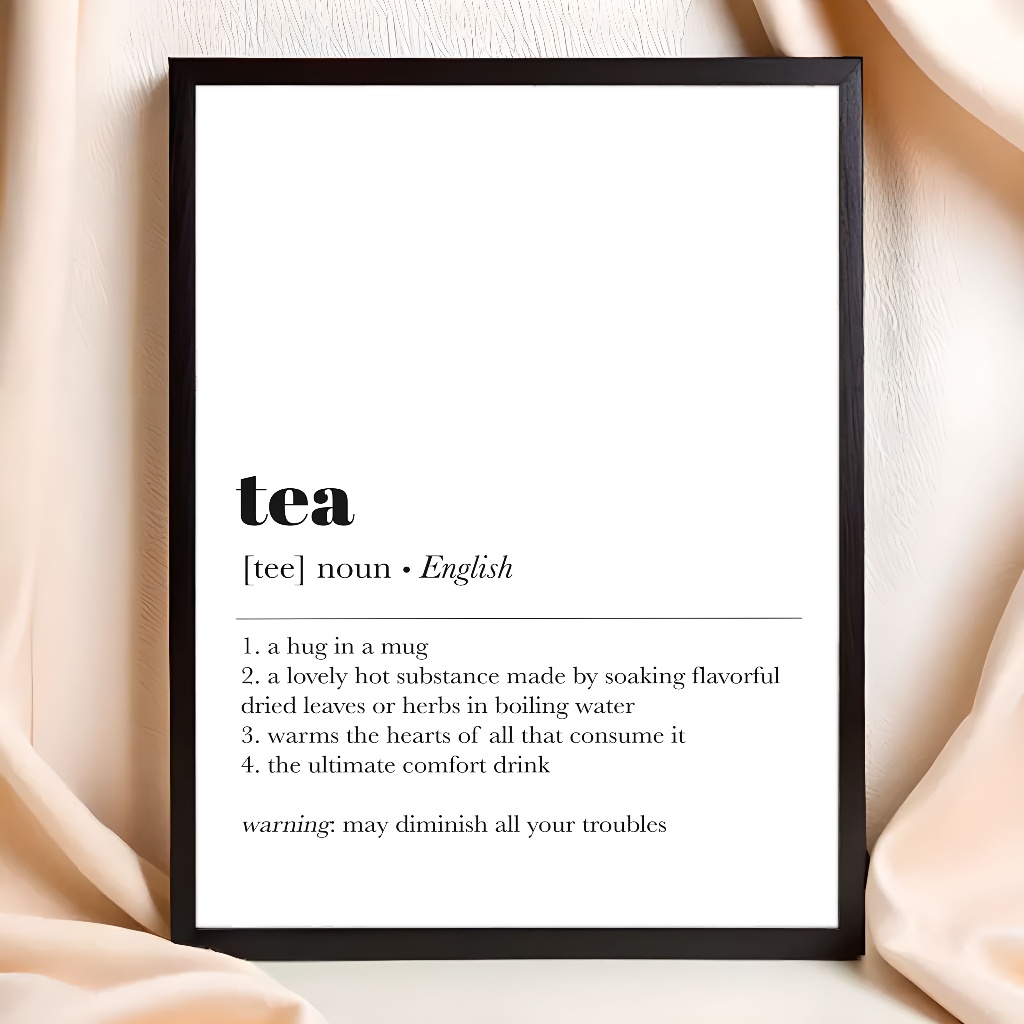 tea
[tee] noun • English
1. a hug in a mug
2. a lovely hot substance made by soaking flavorful
dried leaves or herbs in boiling water
3. warms the hearts of all that consume it
4. the ultimate comfort drink
warning: may diminish all your troubles